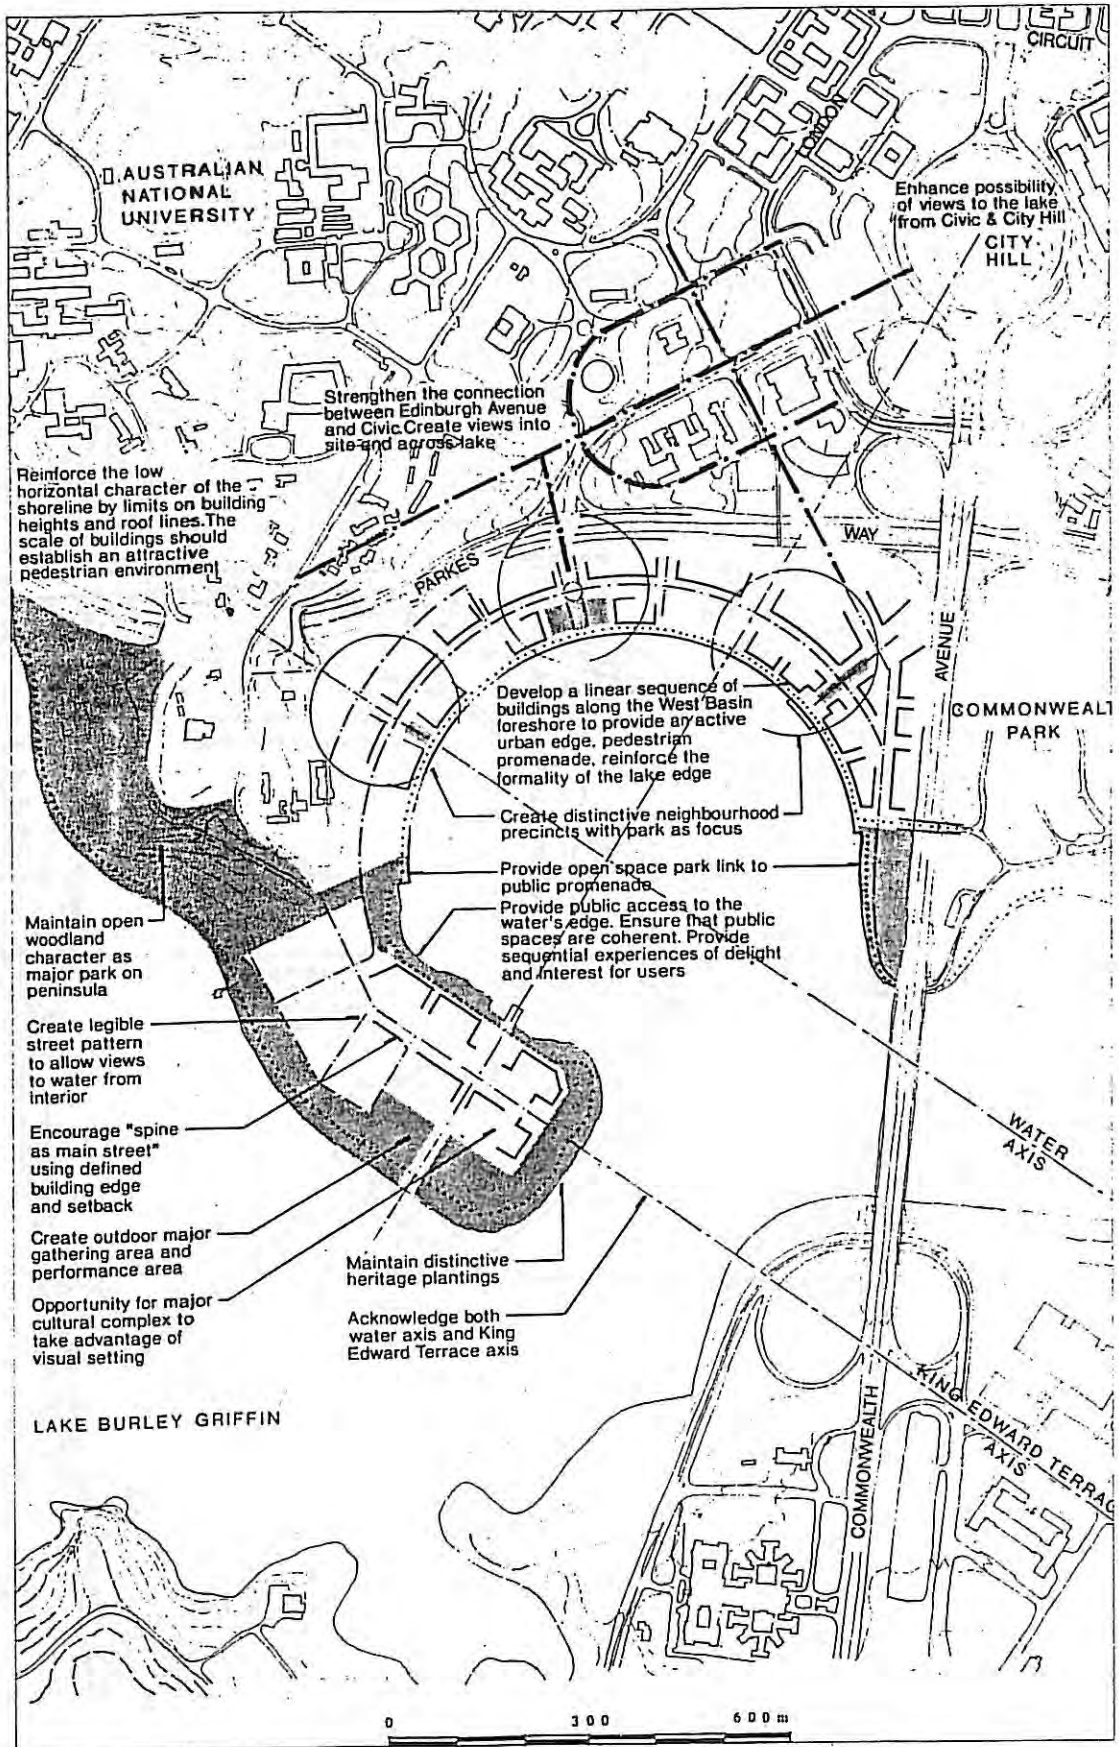 CIRCUIT
LONDON
AUSTRALIAN
NATIONAL
UNIVERSITY
Enhance possibility
of views to the lake
from Civic & City Hill
CITY
HILL
Strengthen the connection
between Edinburgh Avenue
and Civic.Create views into
site and across lake
Reinforce the low
horizontal character of the
shoreline by limits on building
heights and roof lines.The
scale of buildings should
establish an attractive
pedestrian environment
PARKES
WAY
AVENUE
COMMONWEALT
PARK
Develop a linear sequence of
buildings along the West Basin
foreshore to provide an active
urban edge, pedestrian
promenade, reinforce the
formality of the lake edge
Create distinctive neighbourhood
precincts with park as focus
Provide open space park link to
public promenade
Provide public access to the
water's edge. Ensure that public
spaces are coherent. Provide
sequential experiences of delight
and interest for users
Maintain open
woodland
character as
major park on
peninsula
Create legible
street pattern
to allow views
to water from
interior
Encourage "spine
as main street"
using defined
building edge
and setback
Create outdoor major
gathering area and
performance area
Opportunity for major
cultural complex to
take advantage of
visual setting
Maintain distinctive
heritage plantings
Acknowledge both
water axis and King
Edward Terrace axis
WATER
AXIS
LAKE BURLEY GRIFFIN
KING EDWARD TERRAC
AXIS
COMMONWEALTH
0 300 600m